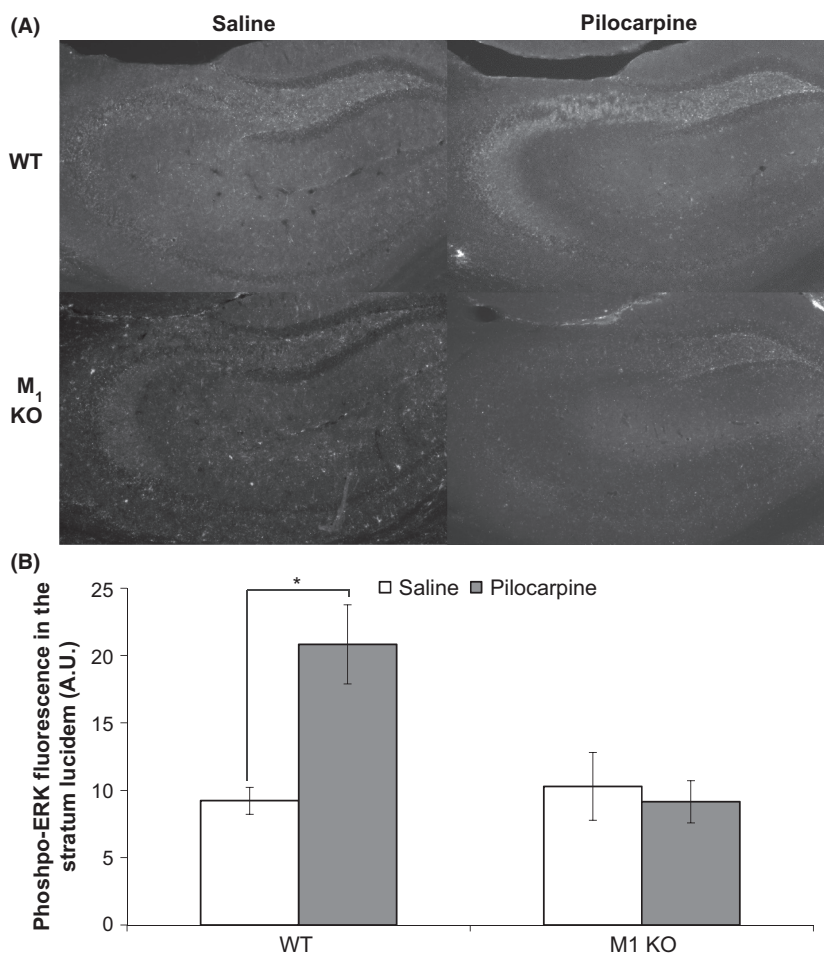 (A)
Saline
Pilocarpine
WT
M1
KO
(B)
Phoshpo-ERK fluorescence in the
stratum lucidem (A.U.)
25
20
15
10
5
0
*
Saline
Pilocarpine
WT
M1 KO